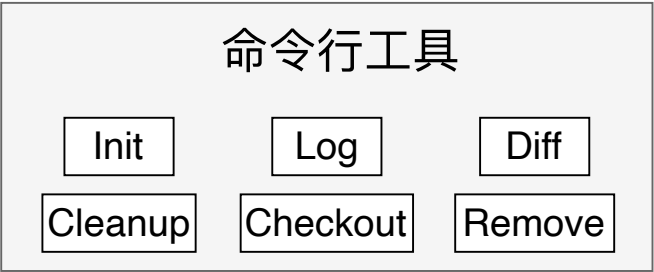 命令行工具
Init Log Diff
Cleanup Checkout Remove